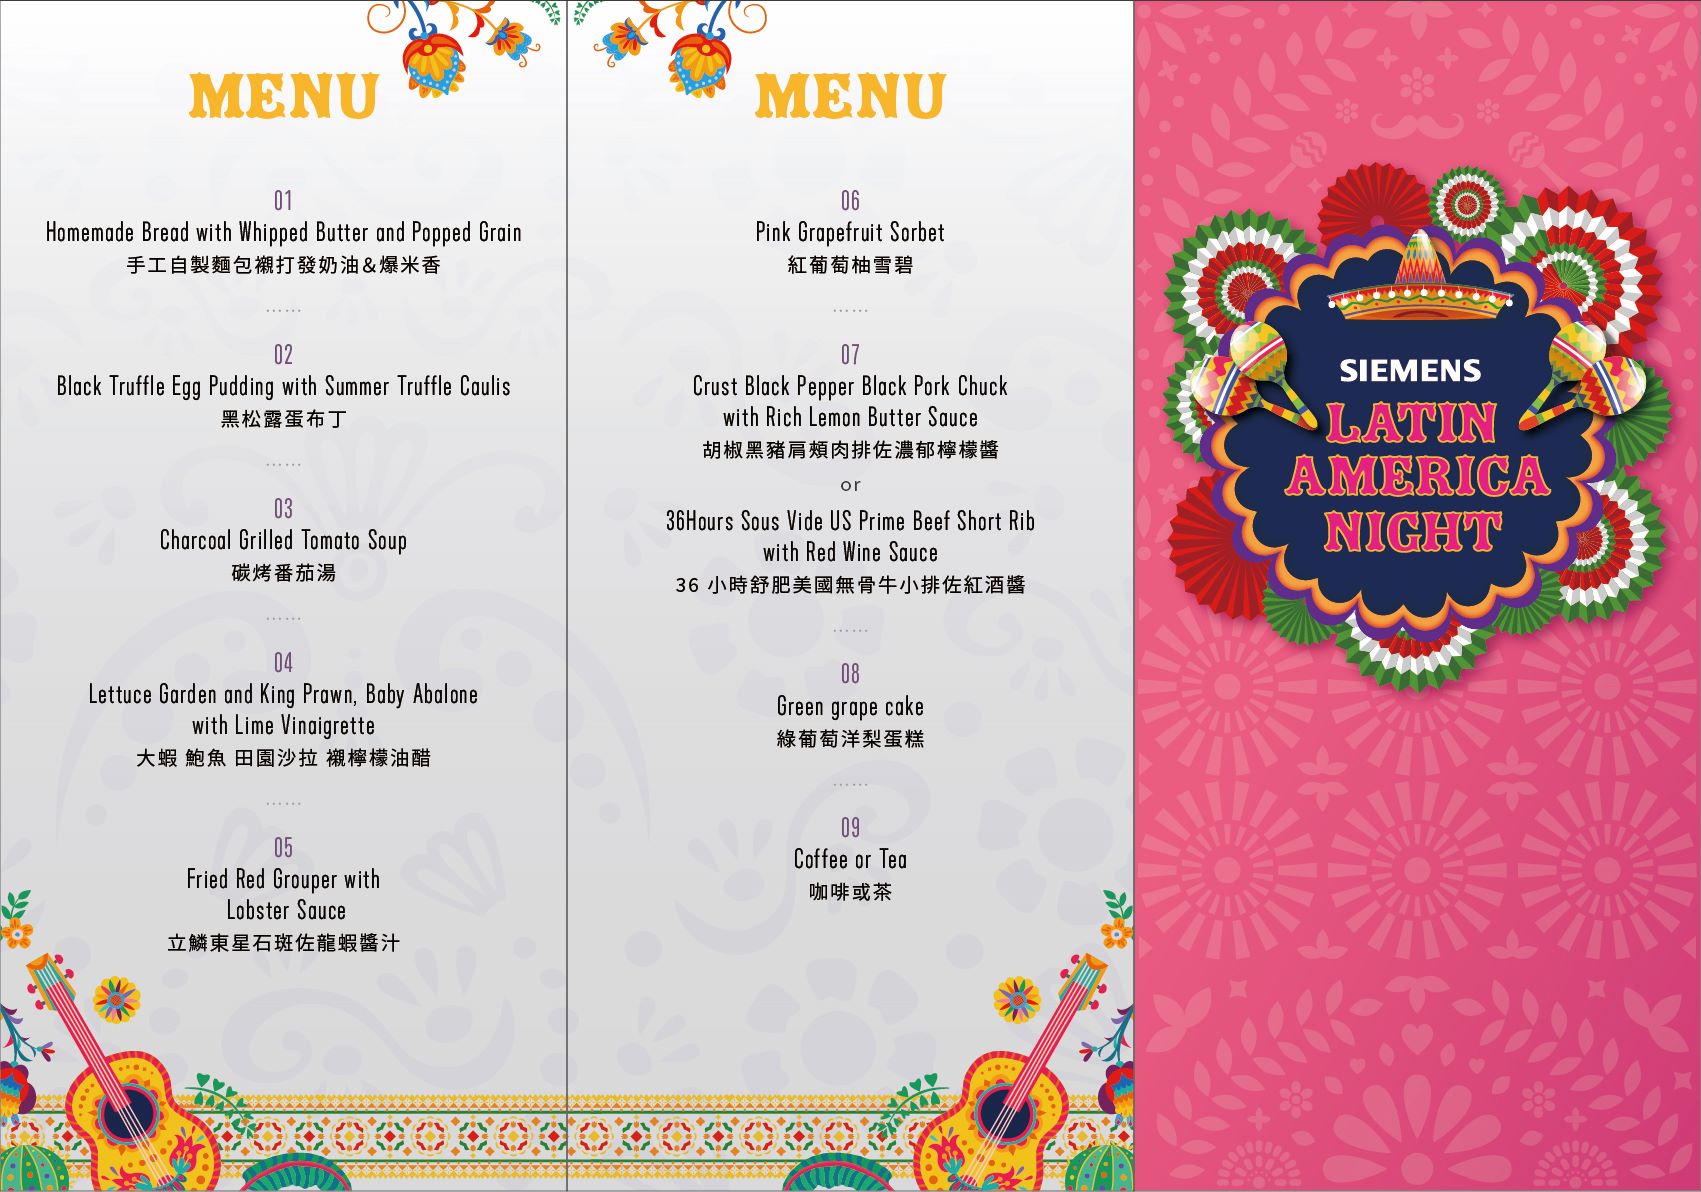 MENU
01
Homemade Bread with Whipped Butter and Popped Grain
手工自製麵包襯打發奶油&爆米香
......
02
Black Truffle Egg Pudding with Summer Truffle Caulis
黑松露蛋布丁
......
03
Charcoal Grilled Tomato Soup
碳烤番茄湯
......
04
Lettuce Garden and King Prawn, Baby Abalone
with Lime Vinaigrette
大蝦 鮑魚 田園沙拉 襯檸檬油醋
......
05
Fried Red Grouper with
Lobster Sauce
立鱗東星石斑佐龍蝦醬汁
MENU
06
Pink Grapefruit Sorbet
紅葡萄柚雪碧
......
07
Crust Black Pepper Black Pork Chuck
with Rich Lemon Butter Sauce
胡椒黑豬肩頰肉排佐濃郁檸檬醬
or
36Hours Sous Vide US Prime Beef Short Rib
with Red Wine Sauce
36 小時舒肥美國無骨牛小排佐紅酒醬
......
08
Green grape cake
綠葡萄洋梨蛋糕
......
09
Coffee or Tea
咖啡或茶
SIEMENS
LATIN
AMERICA
NIGHT